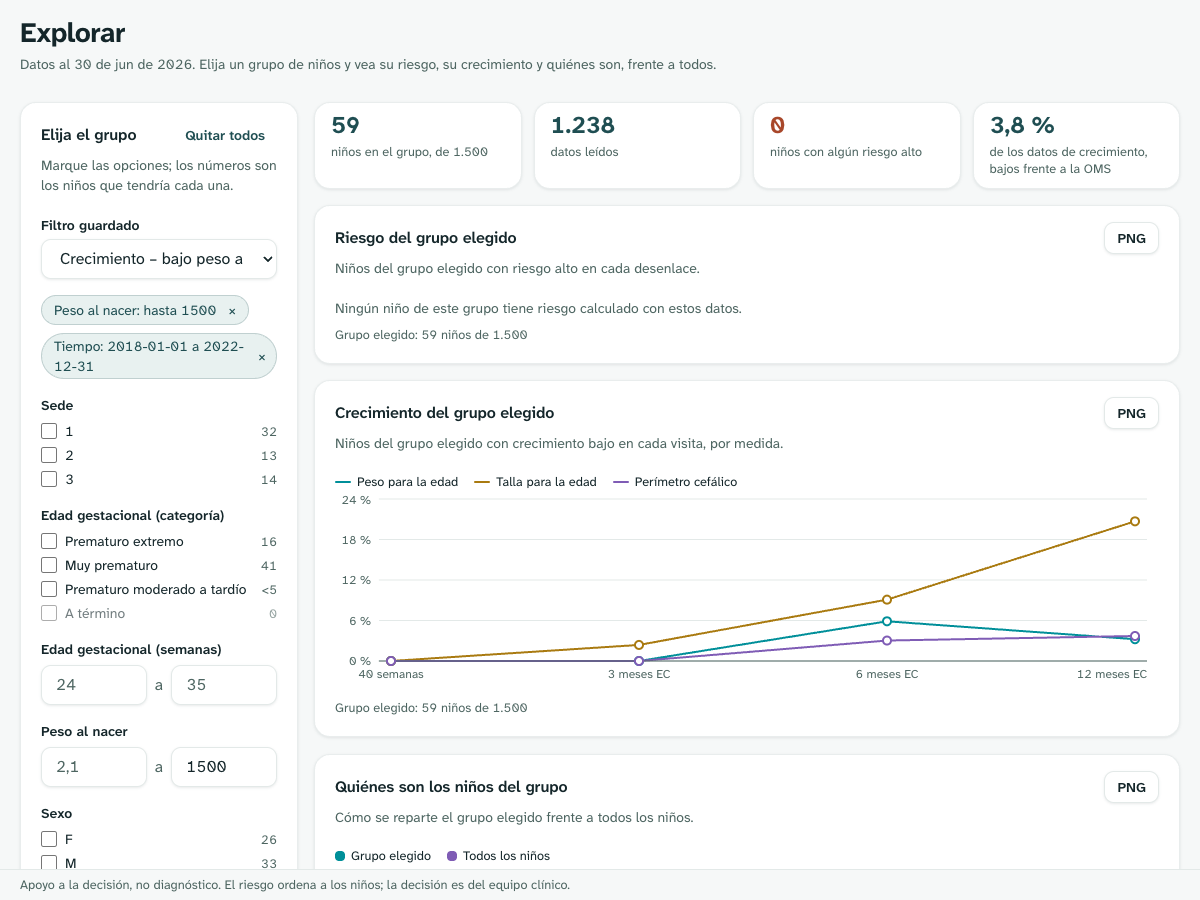 Explorar
Datos al 30 de jun de 2026. Elija un grupo de niños y vea su riesgo, su crecimiento y quiénes son, frente a todos.
Elija el grupo
Quitar todos
Marque las opciones; los números son
los niños que tendría cada una.
Filtro guardado
Crecimiento – bajo peso a
Peso al nacer: hasta 1500 ×
Tiempo: 2018-01-01 a 2022-
12-31 ×
Sede
1 32
2 13
3 14
Edad gestacional (categoría)
Prematuro extremo 16
Muy prematuro 41
Prematuro moderado a tardío <5
A término 0
Edad gestacional (semanas)
24 a 35
Peso al nacer
2,1 a 1500
Sexo
F 26
M 33
59
niños en el grupo, de 1.500
1.238
datos leídos
0
niños con algún riesgo alto
3,8 %
de los datos de crecimiento,
bajos frente a la OMS
Riesgo del grupo elegido
PNG
Niños del grupo elegido con riesgo alto en cada desenlace.
Ningún niño de este grupo tiene riesgo calculado con estos datos.
Grupo elegido: 59 niños de 1.500
Crecimiento del grupo elegido
PNG
Niños del grupo elegido con crecimiento bajo en cada visita, por medida.
Peso para la edad Talla para la edad Perímetro cefálico
24 %
18 %
12 %
6 %
0 %
40 semanas 3 meses EC 6 meses EC 12 meses EC
Grupo elegido: 59 niños de 1.500
Quiénes son los niños del grupo
PNG
Cómo se reparte el grupo elegido frente a todos los niños.
Grupo elegido Todos los niños
Apoyo a la decisión, no diagnóstico. El riesgo ordena a los niños; la decisión es del equipo clínico.